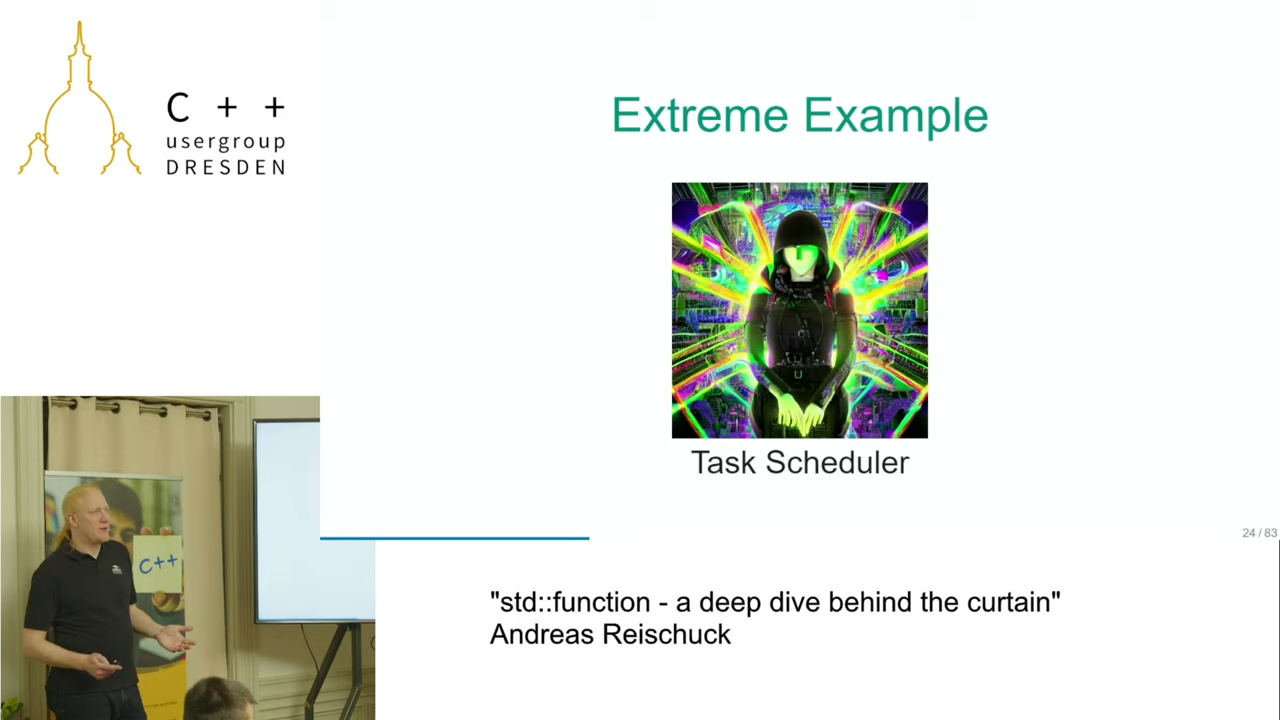 C + +
usergroup
DRESDEN
Extreme Example
Task Scheduler
24 / 83
C++
"std::function - a deep dive behind the curtain"
Andreas Reischuck